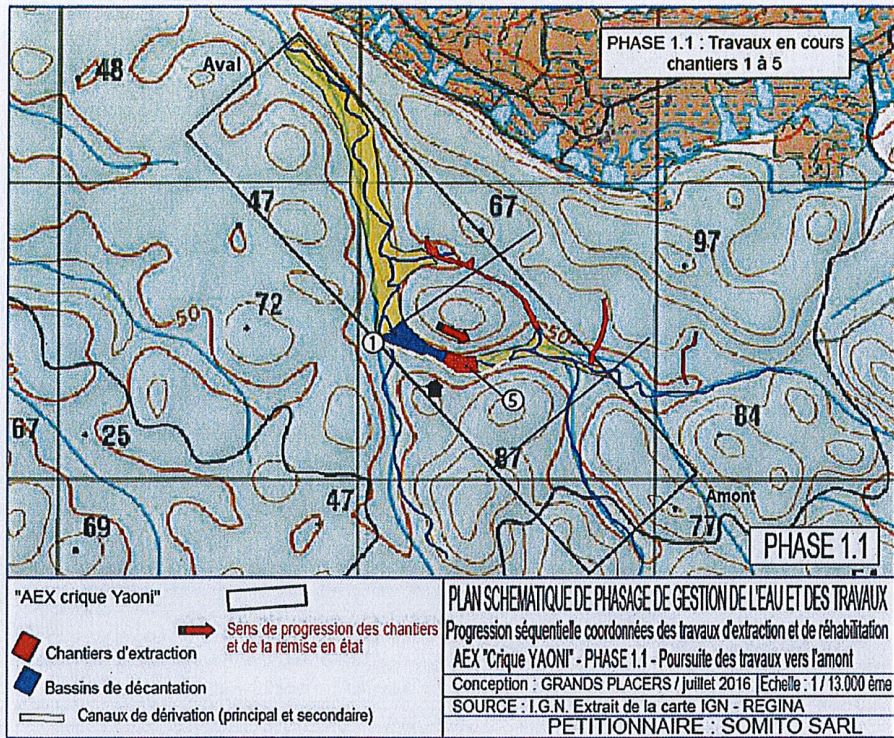 PHASE 1.1 : Travaux en cours
chantiers 1 à 5
Aval
48
47
67
97
72
50
1
50
5
67
25
84
87
47
Amont
77
69
PHASE 1.1
"AEX crique Yaoni"
Sens de progression des chantiers
et de la remise en état
Chantiers d'extraction
Bassins de décantation
Canaux de dérivation (principal et secondaire)
PLAN SCHEMATIQUE DE PHASAGE DE GESTION DE L'EAU ET DES TRAVAUX
Progression séquentielle coordonnées des travaux d'extraction et de réhabilitation
AEX "Crique YAONI" - PHASE 1.1 - Poursuite des travaux vers l'amont
Conception : GRANDS PLACERS / juillet 2016 Echelle : 1 / 13.000 ème
SOURCE : I.G.N. Extrait de la carte IGN - REGINA
PETITIONNAIRE : SOMITO SARL